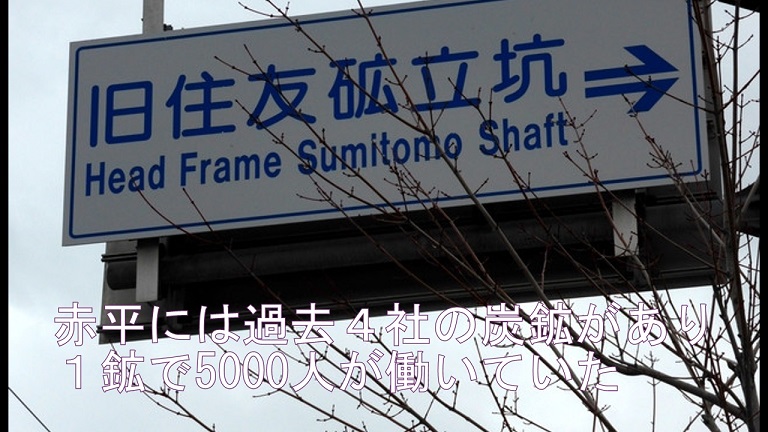 旧住友砿立坑
Head Frame Sumitomo Shaft
赤平には過去４社の炭鉱があり
１鉱で5000人が働いていた